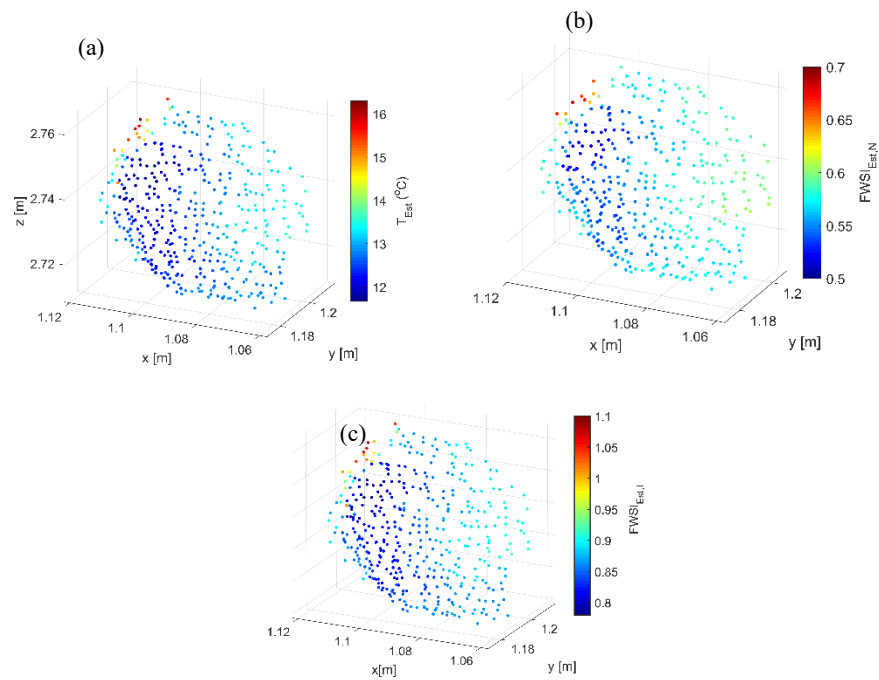 (a)
2.76
2.74
2.72
z [m]
1.12
1.1
1.08
1.06
x [m]
1.18
1.2
y [m]
16
15
14
13
12
T_Est (°C)
(b)
1.12
1.1
1.08
1.06
x [m]
1.18
1.2
y [m]
0.7
0.65
0.6
0.55
0.5
FWSI_Est,N
(c)
1.12
1.1
1.08
1.06
x[m]
1.18
1.2
y [m]
1.1
1.05
1
0.95
0.9
0.85
0.8
FWSI_Est,I